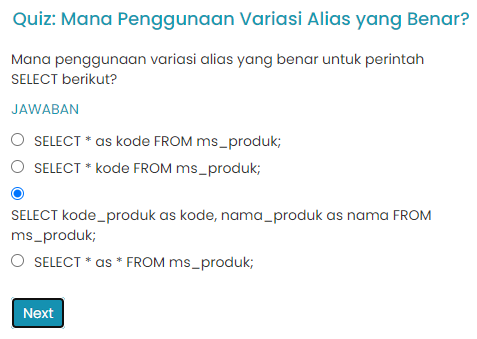 Quiz: Mana Penggunaan Variasi Alias yang Benar?
Mana penggunaan variasi alias yang benar untuk perintah
SELECT berikut?
JAWABAN
SELECT * as kode FROM ms_produk;
SELECT * kode FROM ms_produk;
SELECT kode_produk as kode, nama_produk as nama FROM
ms_produk;
SELECT * as * FROM ms_produk;
Next